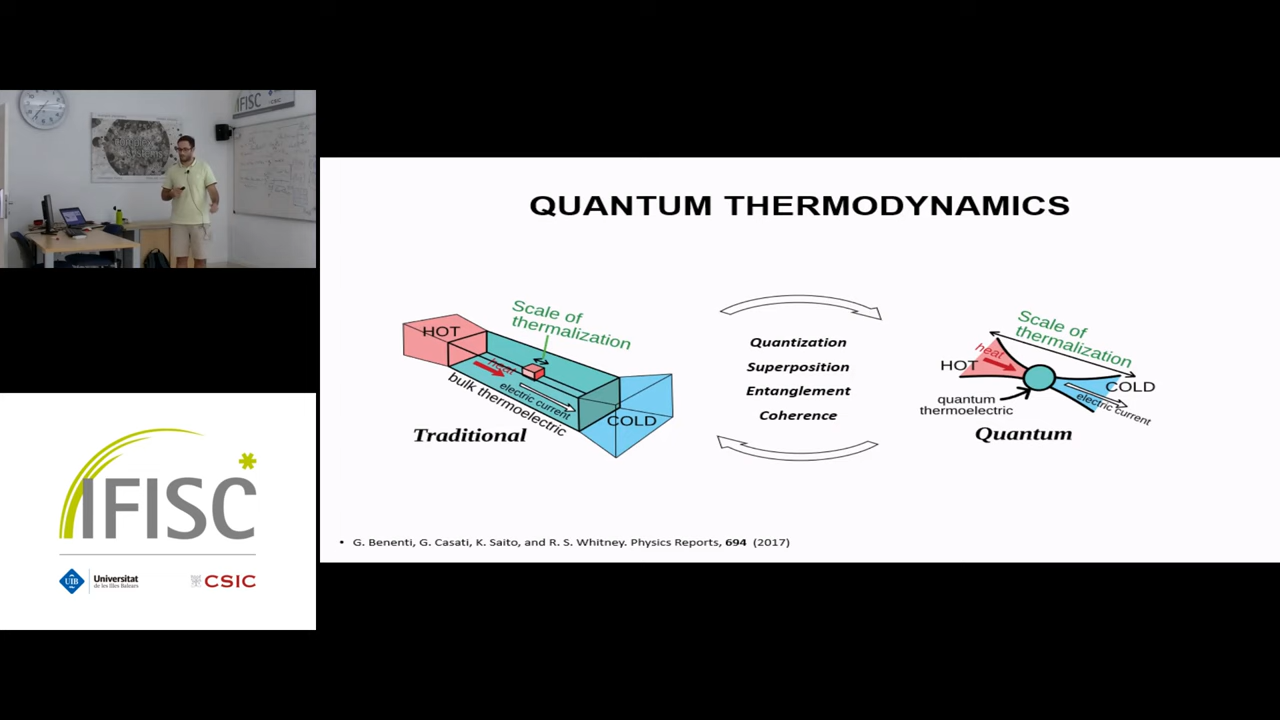 IFISC
QUANTUM THERMODYNAMICS
Scale of
thermalization
HOT
heat
electric current
bulk thermoelectric
COLD
Traditional
Quantization
Superposition
Entanglement
Coherence
Scale of
thermalization
heat
HOT
COLD
electric current
quantum
thermoelectric
Quantum
• G. Benenti, G. Casati, K. Saito, and R. S. Whitney. Physics Reports, 694 (2017)
IFISC
UIB
Universitat
de les Illes Balears
CSIC